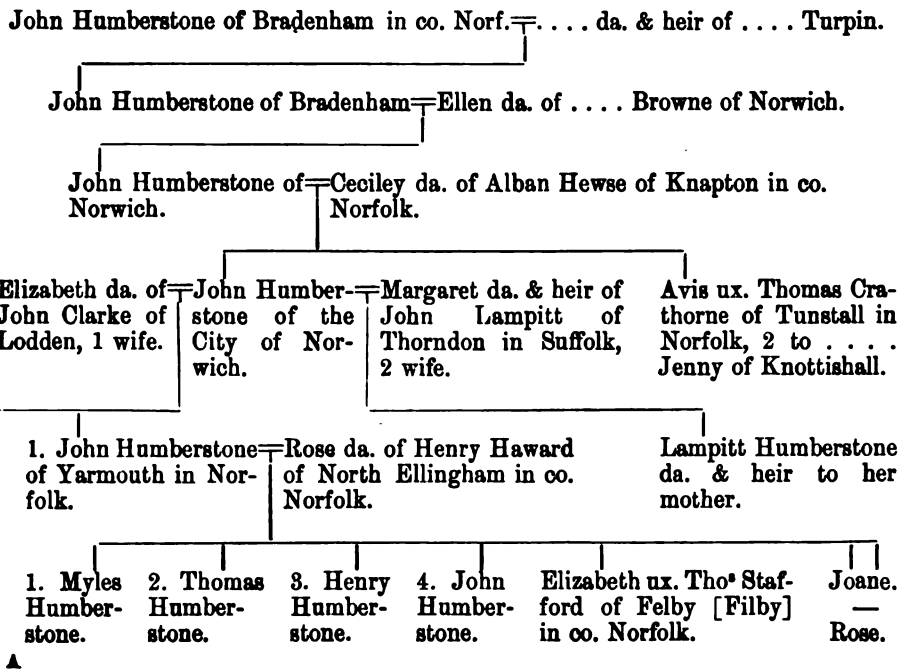 John Humberstone of Bradenham in co. Norf.=. . . . da. & heir of . . . . Turpin.
John Humberstone of Bradenham=Ellen da. of . . . . Browne of Norwich.
John Humberstone of=Ceciley da. of Alban Hewse of Knapton in co.
Norwich.
Norfolk.
Elizabeth da. of=
John Clarke of
Lodden, 1 wife.
John Humber-=
stone of the
City of Nor-
wich.
Margaret da. & heir of
John Lampitt of
Thorndon in Suffolk,
2 wife.
Avis ux. Thomas Cra-
thorne of Tunstall in
Norfolk, 2 to . . . .
Jenny of Knottishall.
1. John Humberstone=
of Yarmouth in Nor-
folk.
Rose da. of Henry Haward
of North Ellingham in co.
Norfolk.
Lampitt Humberstone
da. & heir to her
mother.
1. Myles
Humber-
stone.
2. Thomas
Humber-
stone.
3. Henry
Humber-
stone.
4. John
Humber-
stone.
Elizabeth ux. Thoˢ Staf-
ford of Felby [Filby]
in co. Norfolk.
Joane.
—
Rose.
A